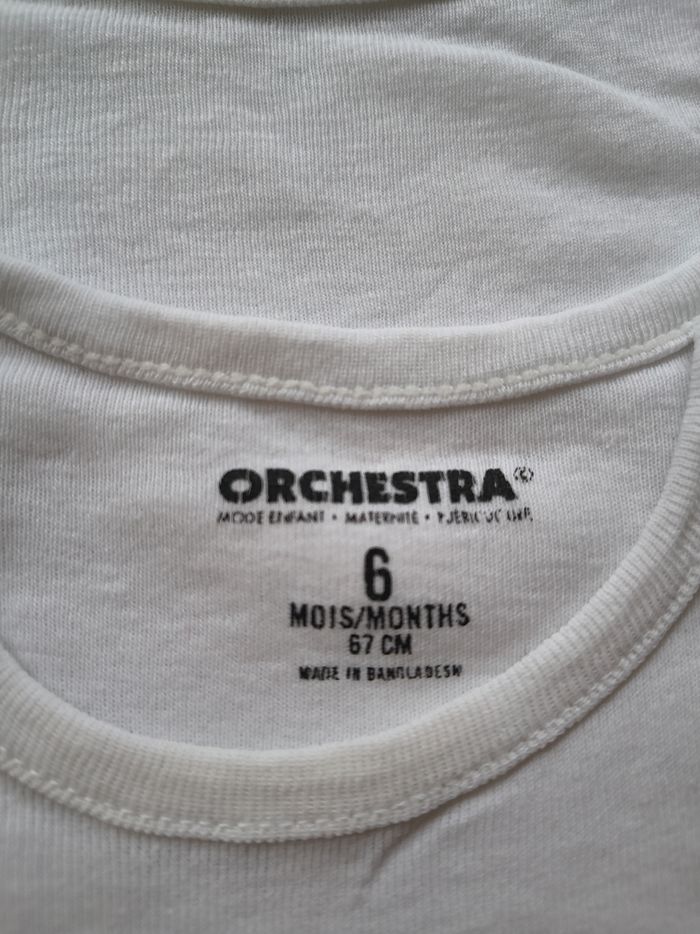 ORCHESTRA
MODE ENFANT • MATERNITÉ •
6
MOIS/MONTHS
67 CM
MADE IN BANGLADESH